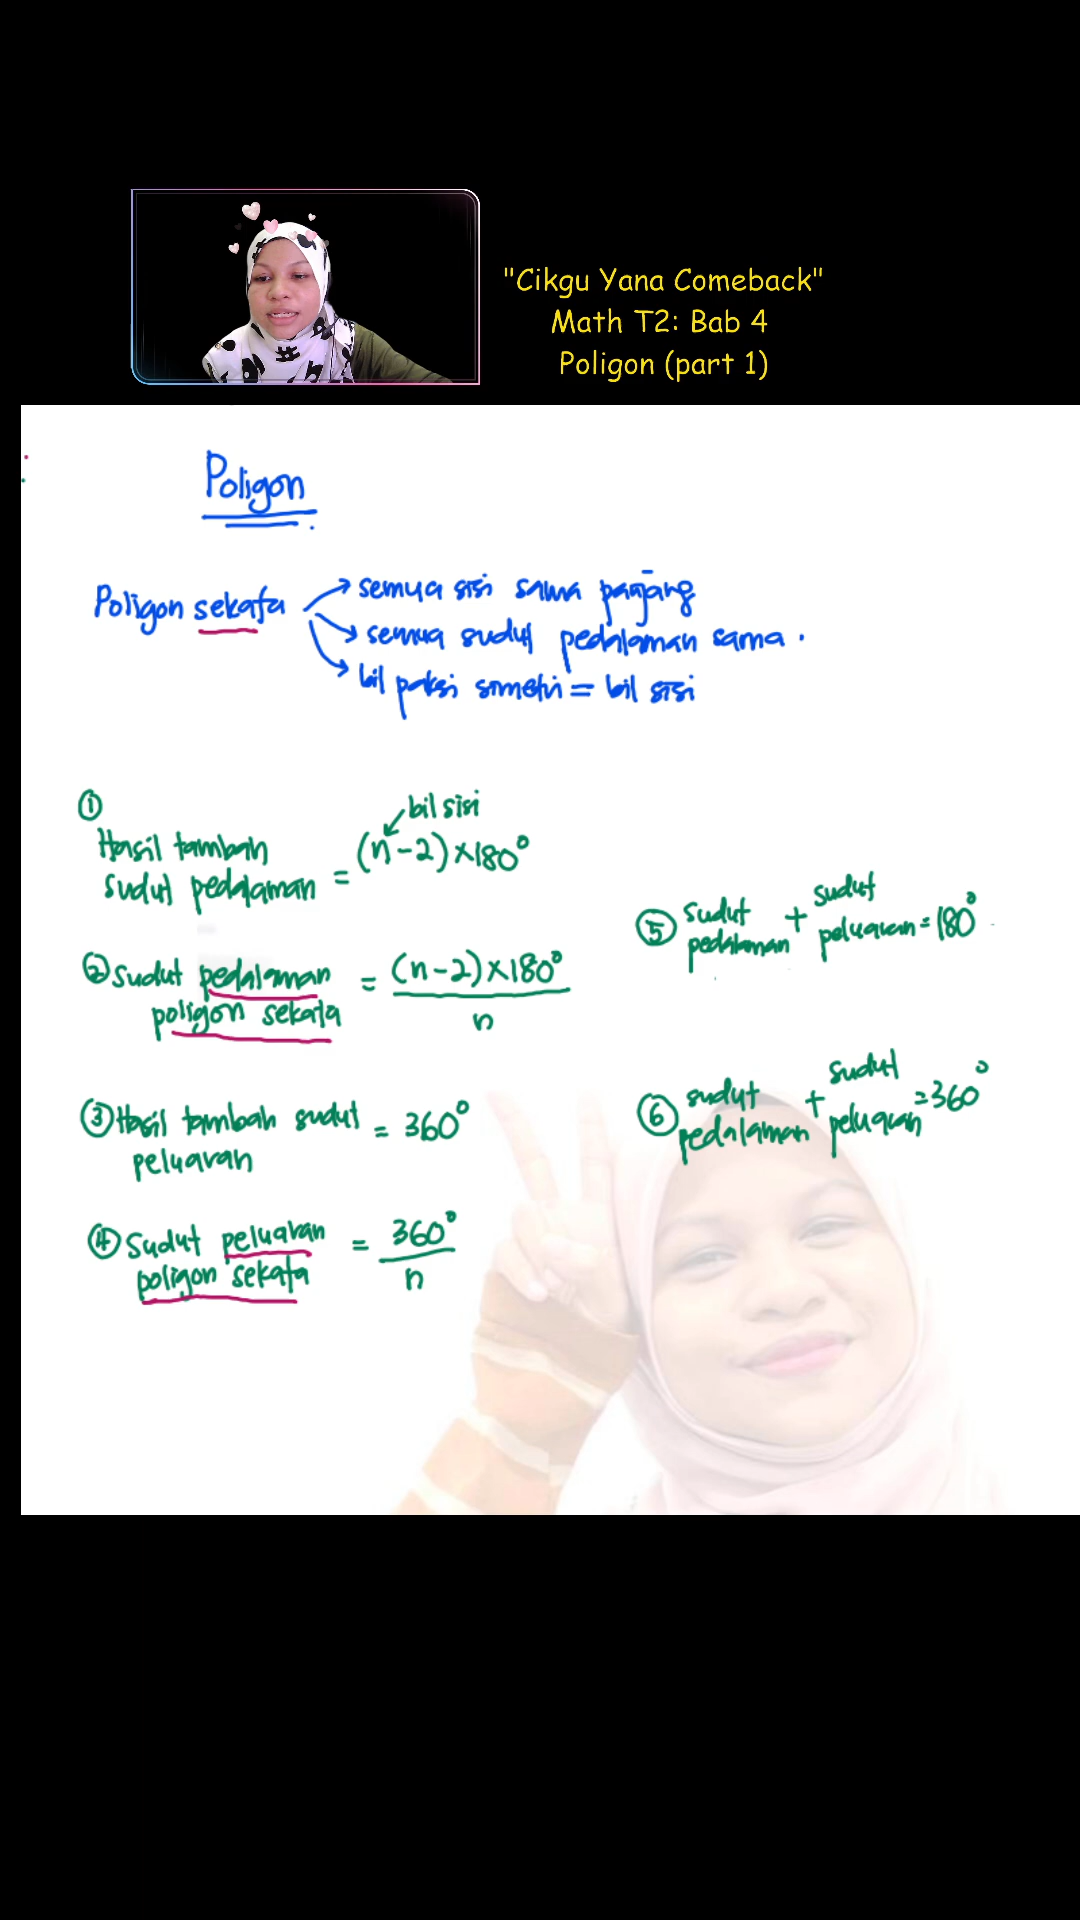 "Cikgu Yana Comeback"
Math T2: Bab 4
Poligon (part 1)
Poligon
Poligon sekata → semua sisi sama panjang
→ semua sudut pedalaman sama.
→ bil paksi simetri = bil sisi
①
bil sisi
Hasil tambah
sudut pedalaman = (n-2)×180°
② Sudut pedalaman = (n-2)×180°
poligon sekata
n
③ Hasil tambah sudut = 360°
peluaran
④ Sudut peluaran = 360°
poligon sekata
n
⑤ sudut + sudut
pedalaman peluaran = 180°
⑥ sudut + sudut = 360°
pedalaman peluaran